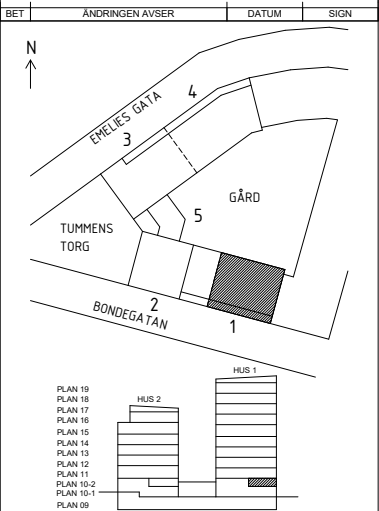 BET ÄNDRINGEN AVSER DATUM SIGN
N
EMELIES GATA
4
3
5
GÅRD
TUMMENS
TORG
2
BONDEGATAN
1
HUS 1
PLAN 19
PLAN 18 HUS 2
PLAN 17
PLAN 16
PLAN 15
PLAN 14
PLAN 13
PLAN 12
PLAN 11
PLAN 10-2
PLAN 10-1
PLAN 09